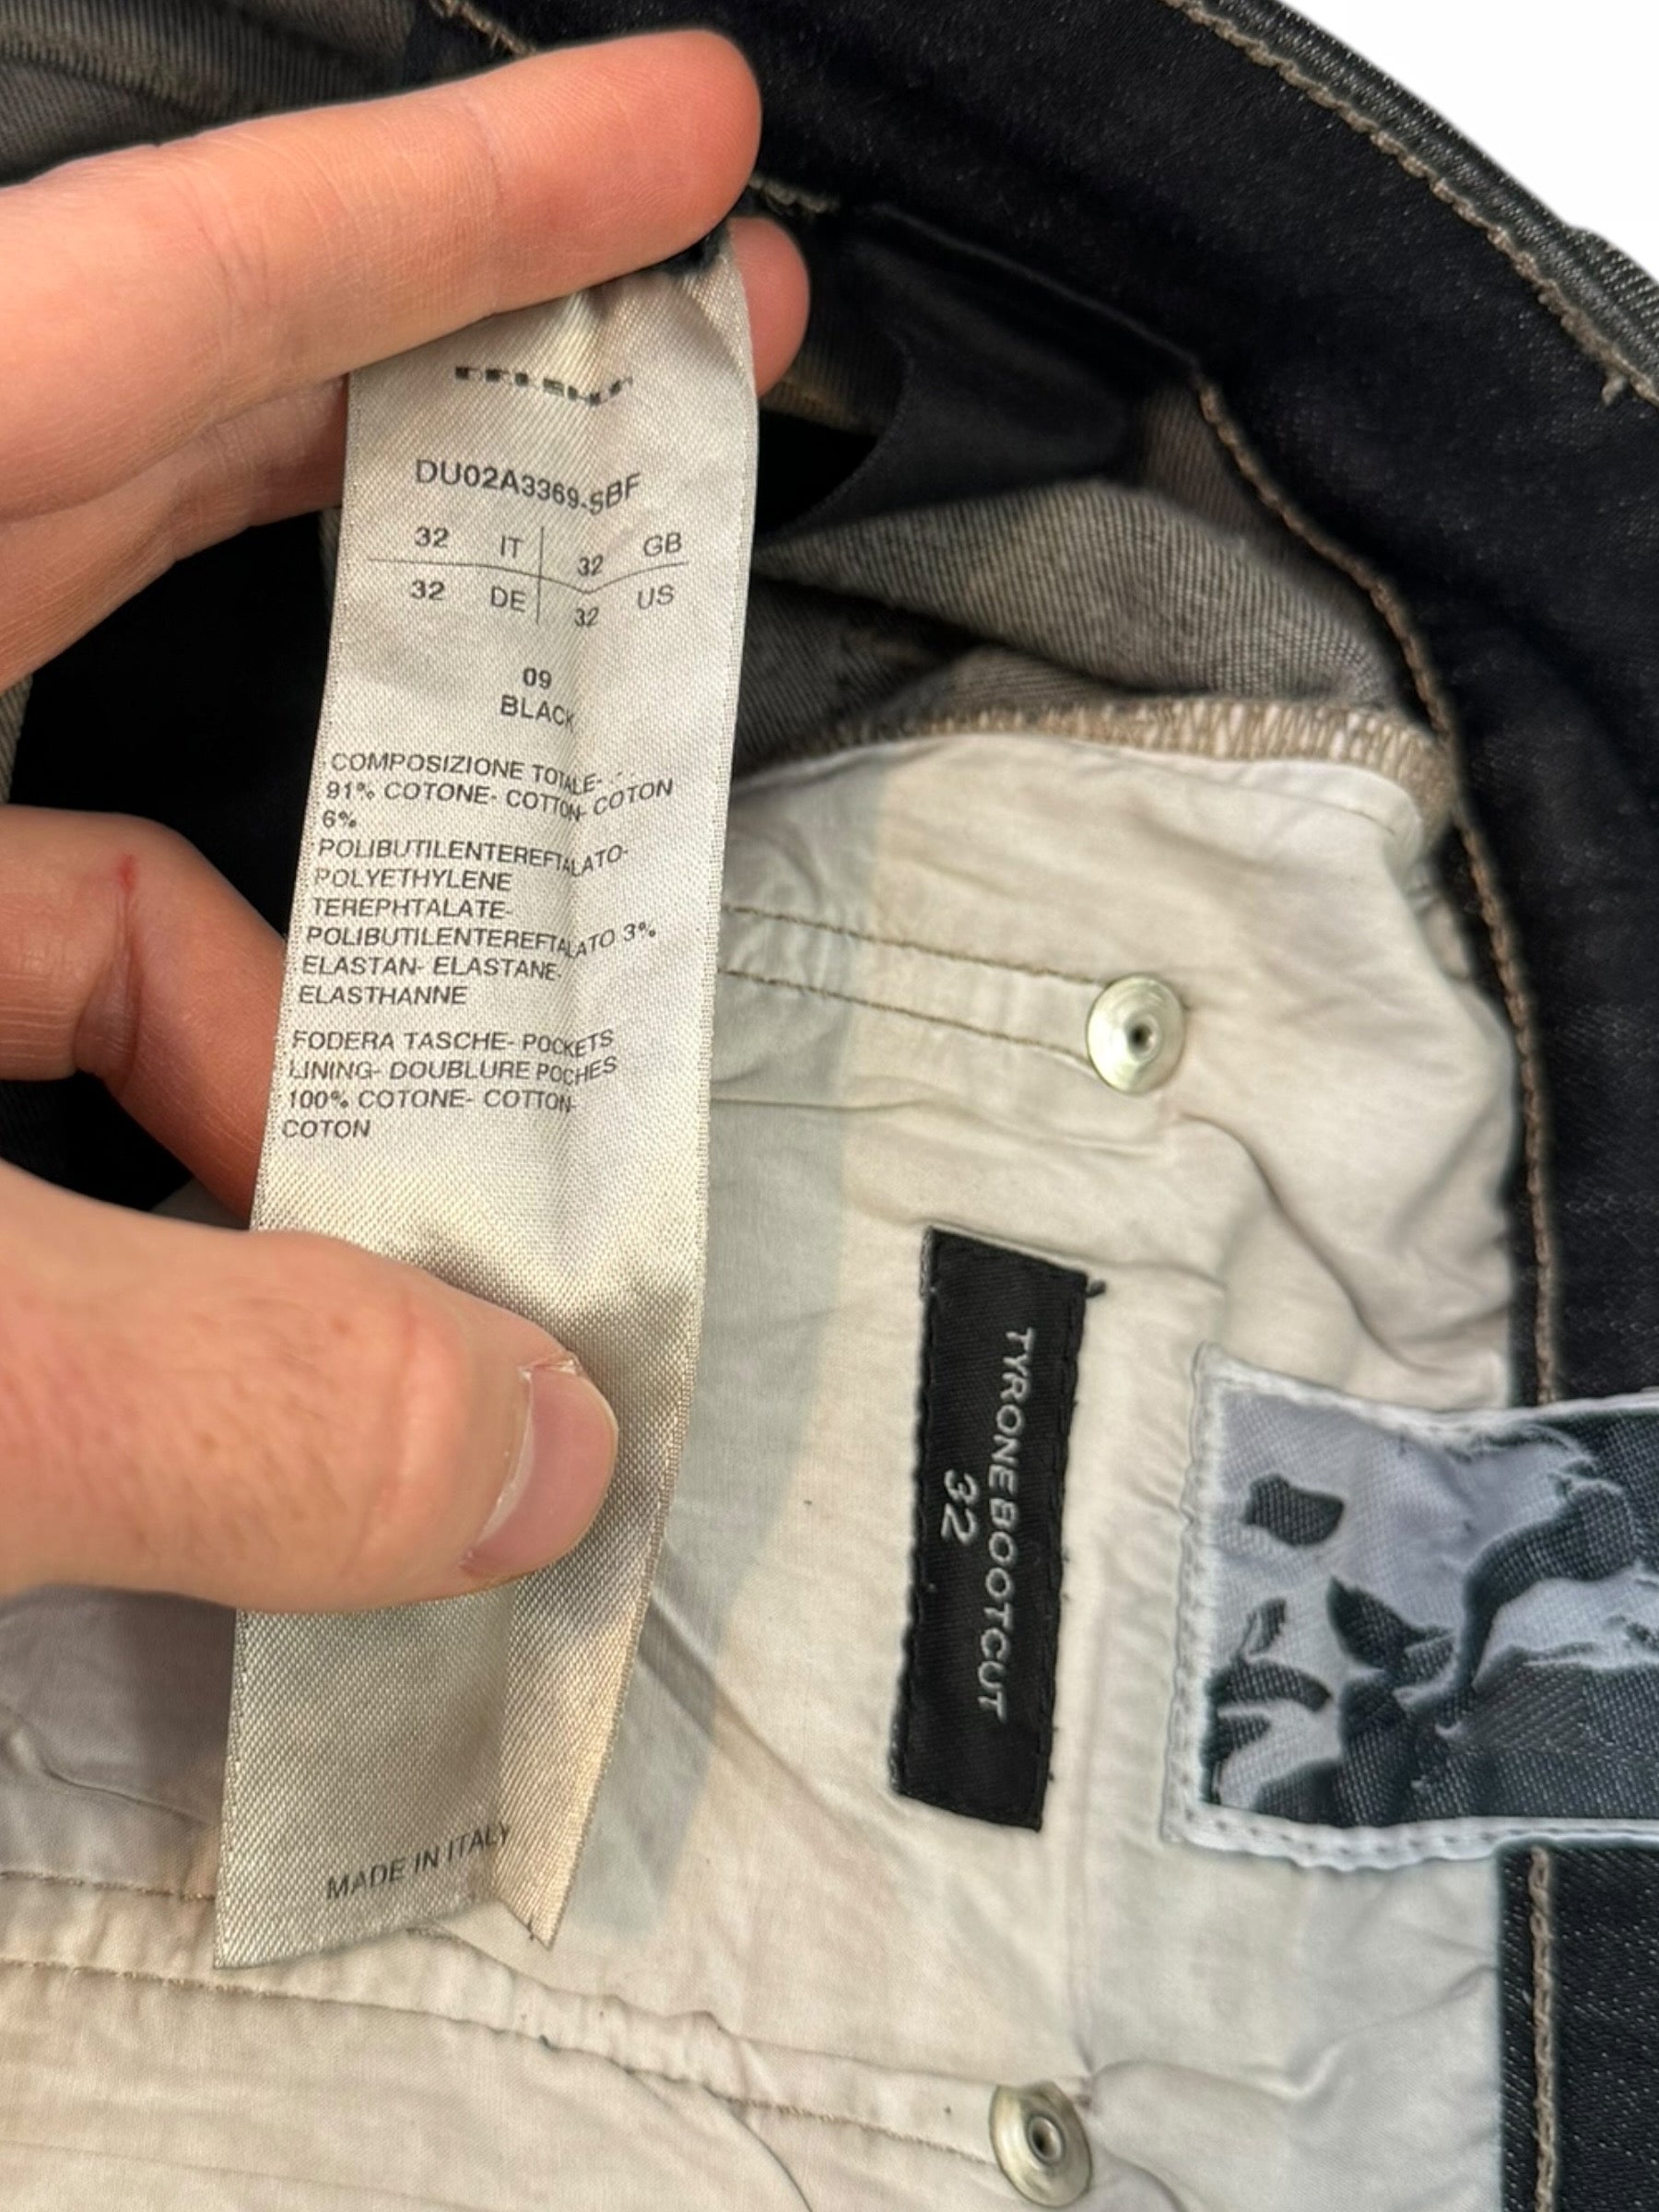 DU02A3369-SBF
32 IT 32 GB
32 DE 32 US
09
BLACK
COMPOSIZIONE TOTALE-
91% COTONE- COTTON- COTON
6%
POLIBUTILENTEREFTALATO-
POLYETHYLENE
TEREPHTALATE-
POLIBUTILENTEREFTALATO 3%
ELASTAN- ELASTANE-
ELASTHANNE
FODERA TASCHE- POCKETS
LINING- DOUBLURE POCHES
100% COTONE- COTTON-
COTON
MADE IN ITALY
TYRONE BOOTCUT
32